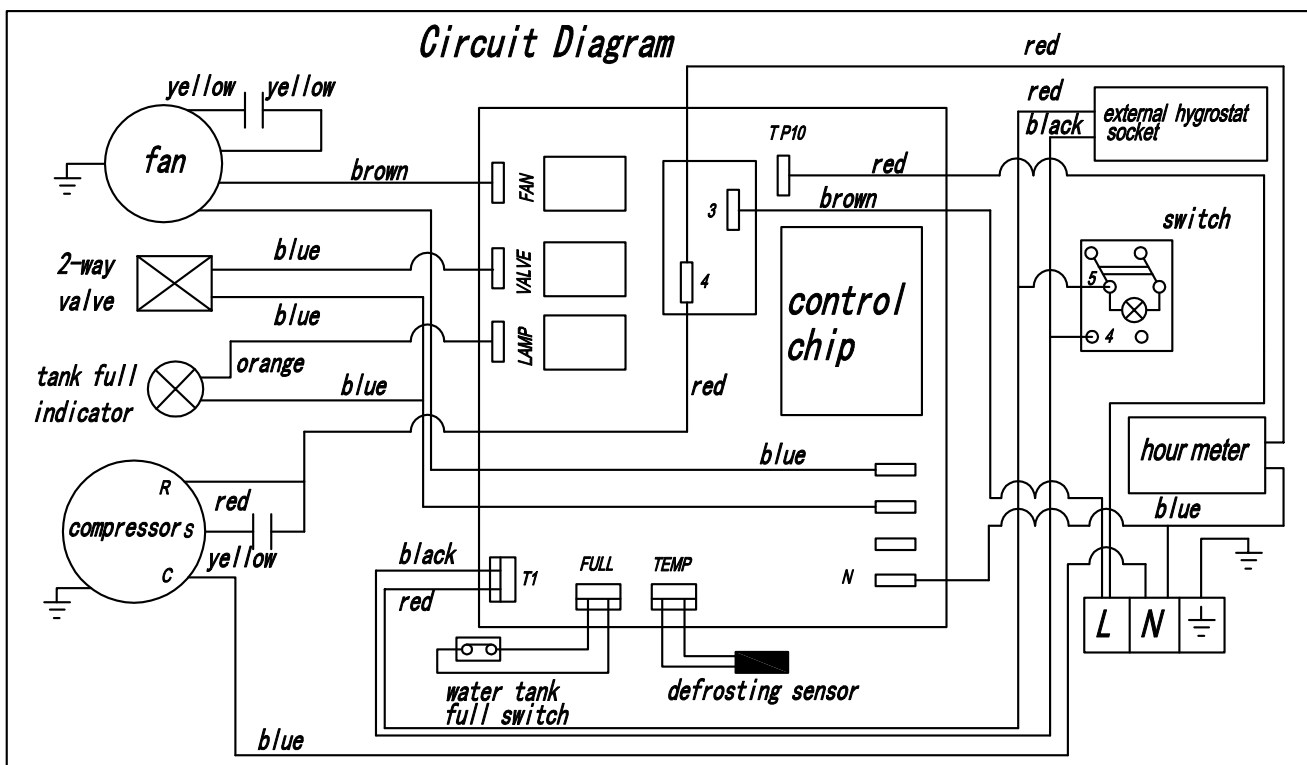 Circuit Diagram
red
yellow
yellow
red
external hygrostat
socket
black
TP10
fan
red
brown
FAN
3
brown
switch
blue
2-way
valve
VALVE
5
4
control
chip
blue
LAMP
4
orange
tank full
indicator
blue
red
hour meter
blue
R
red
compressor
S
blue
yellow
C
black
T1
FULL
TEMP
N
red
L
N
water tank
full switch
defrosting sensor
blue